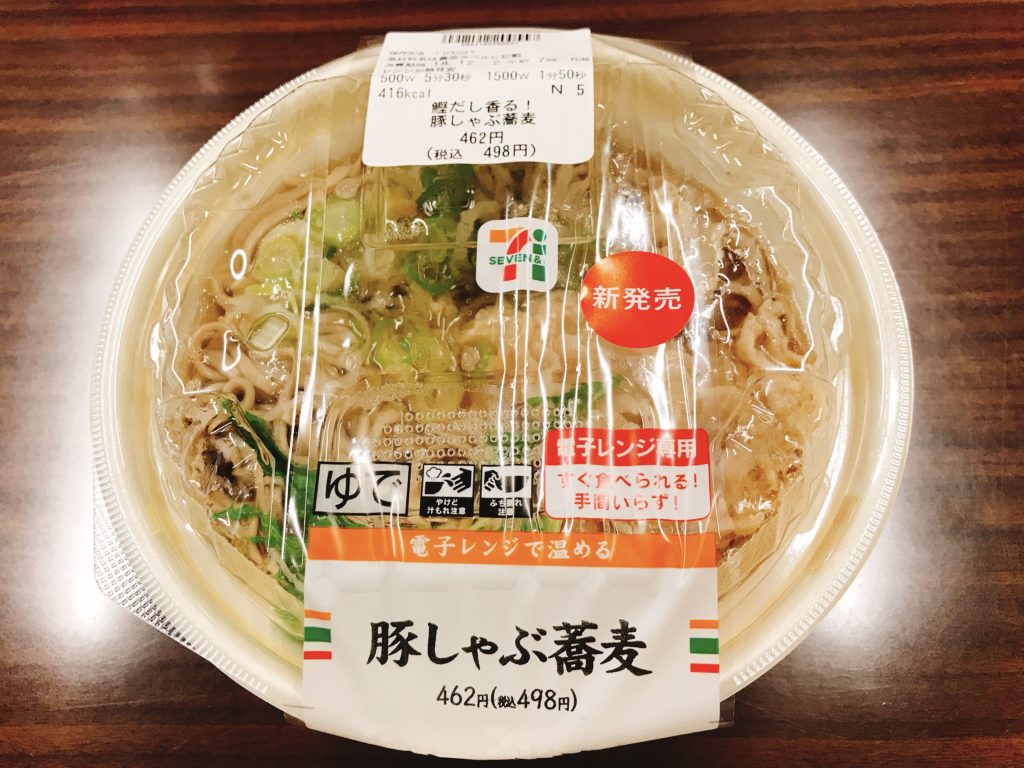 500W 5分30秒 1500W 1分50秒
416kcal N 5
鰹だし香る!
豚しゃぶ蕎麦
462円
(税込 498円)
SEVEN&
新発売
電子レンジ専用
すぐ食べられる!
手間いらず!
ゆで
やけど
汁もれ注意
注意
電子レンジで温める
豚しゃぶ蕎麦
462円(税込498円)